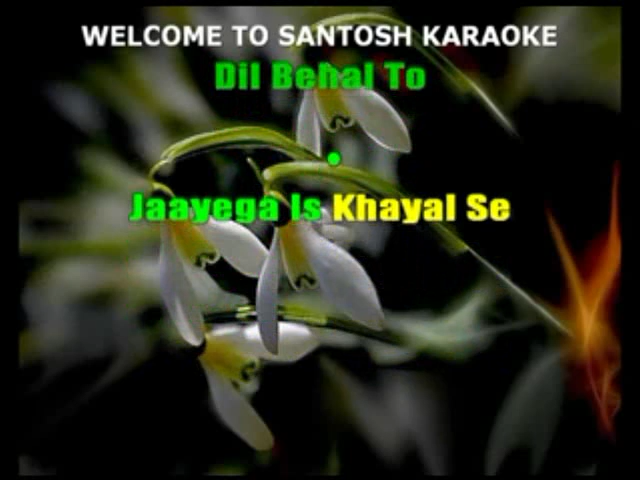 WELCOME TO SANTOSH KARAOKE
Dil Behal To
Jaayega Is Khayal Se